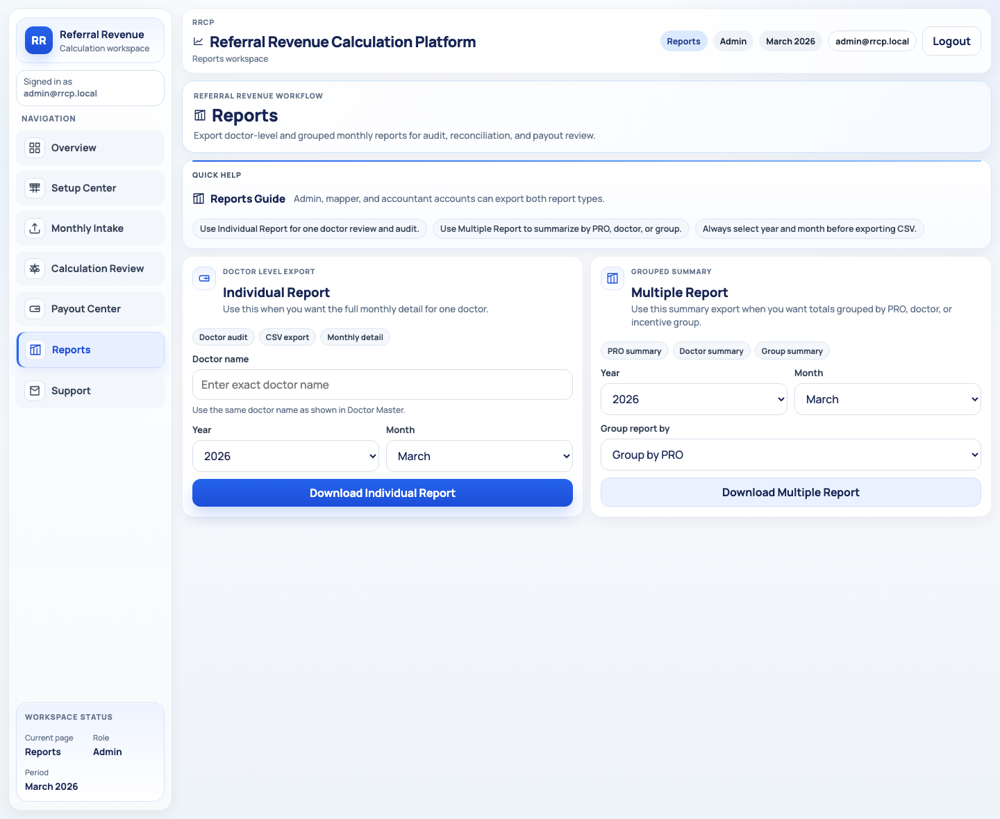 RR
Referral Revenue
Calculation workspace
Signed in as
admin@rrcp.local
NAVIGATION
Overview
Setup Center
Monthly Intake
Calculation Review
Payout Center
Reports
Support
WORKSPACE STATUS
Current page
Role
Reports
Admin
Period
March 2026
RRCP
Referral Revenue Calculation Platform
Reports workspace
Reports
Admin
March 2026
admin@rrcp.local
Logout
REFERRAL REVENUE WORKFLOW
Reports
Export doctor-level and grouped monthly reports for audit, reconciliation, and payout review.
QUICK HELP
Reports Guide
Admin, mapper, and accountant accounts can export both report types.
Use Individual Report for one doctor review and audit.
Use Multiple Report to summarize by PRO, doctor, or group.
Always select year and month before exporting CSV.
DOCTOR LEVEL EXPORT
Individual Report
Use this when you want the full monthly detail for one doctor.
Doctor audit
CSV export
Monthly detail
Doctor name
Enter exact doctor name
Use the same doctor name as shown in Doctor Master.
Year
Month
2026
March
Download Individual Report
GROUPED SUMMARY
Multiple Report
Use this summary export when you want totals grouped by PRO, doctor, or
incentive group.
PRO summary
Doctor summary
Group summary
Year
Month
2026
March
Group report by
Group by PRO
Download Multiple Report